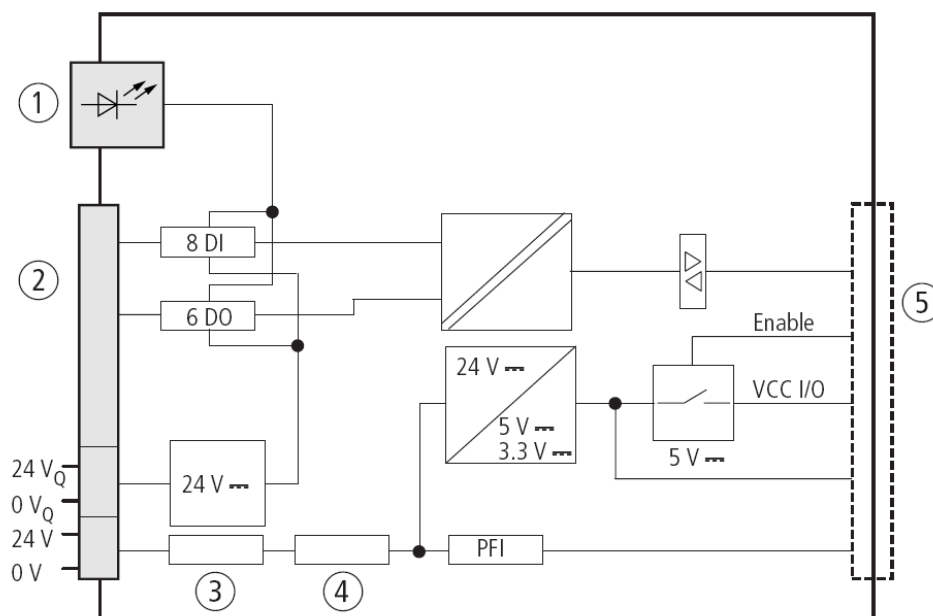 1
8 DI
2
6 DO
5
Enable
24 V ⎓
VCC I/O
5 V ⎓
3.3 V ⎓
5 V ⎓
24 VQ
24 V ⎓
0 VQ
24 V
PFI
0 V
3
4